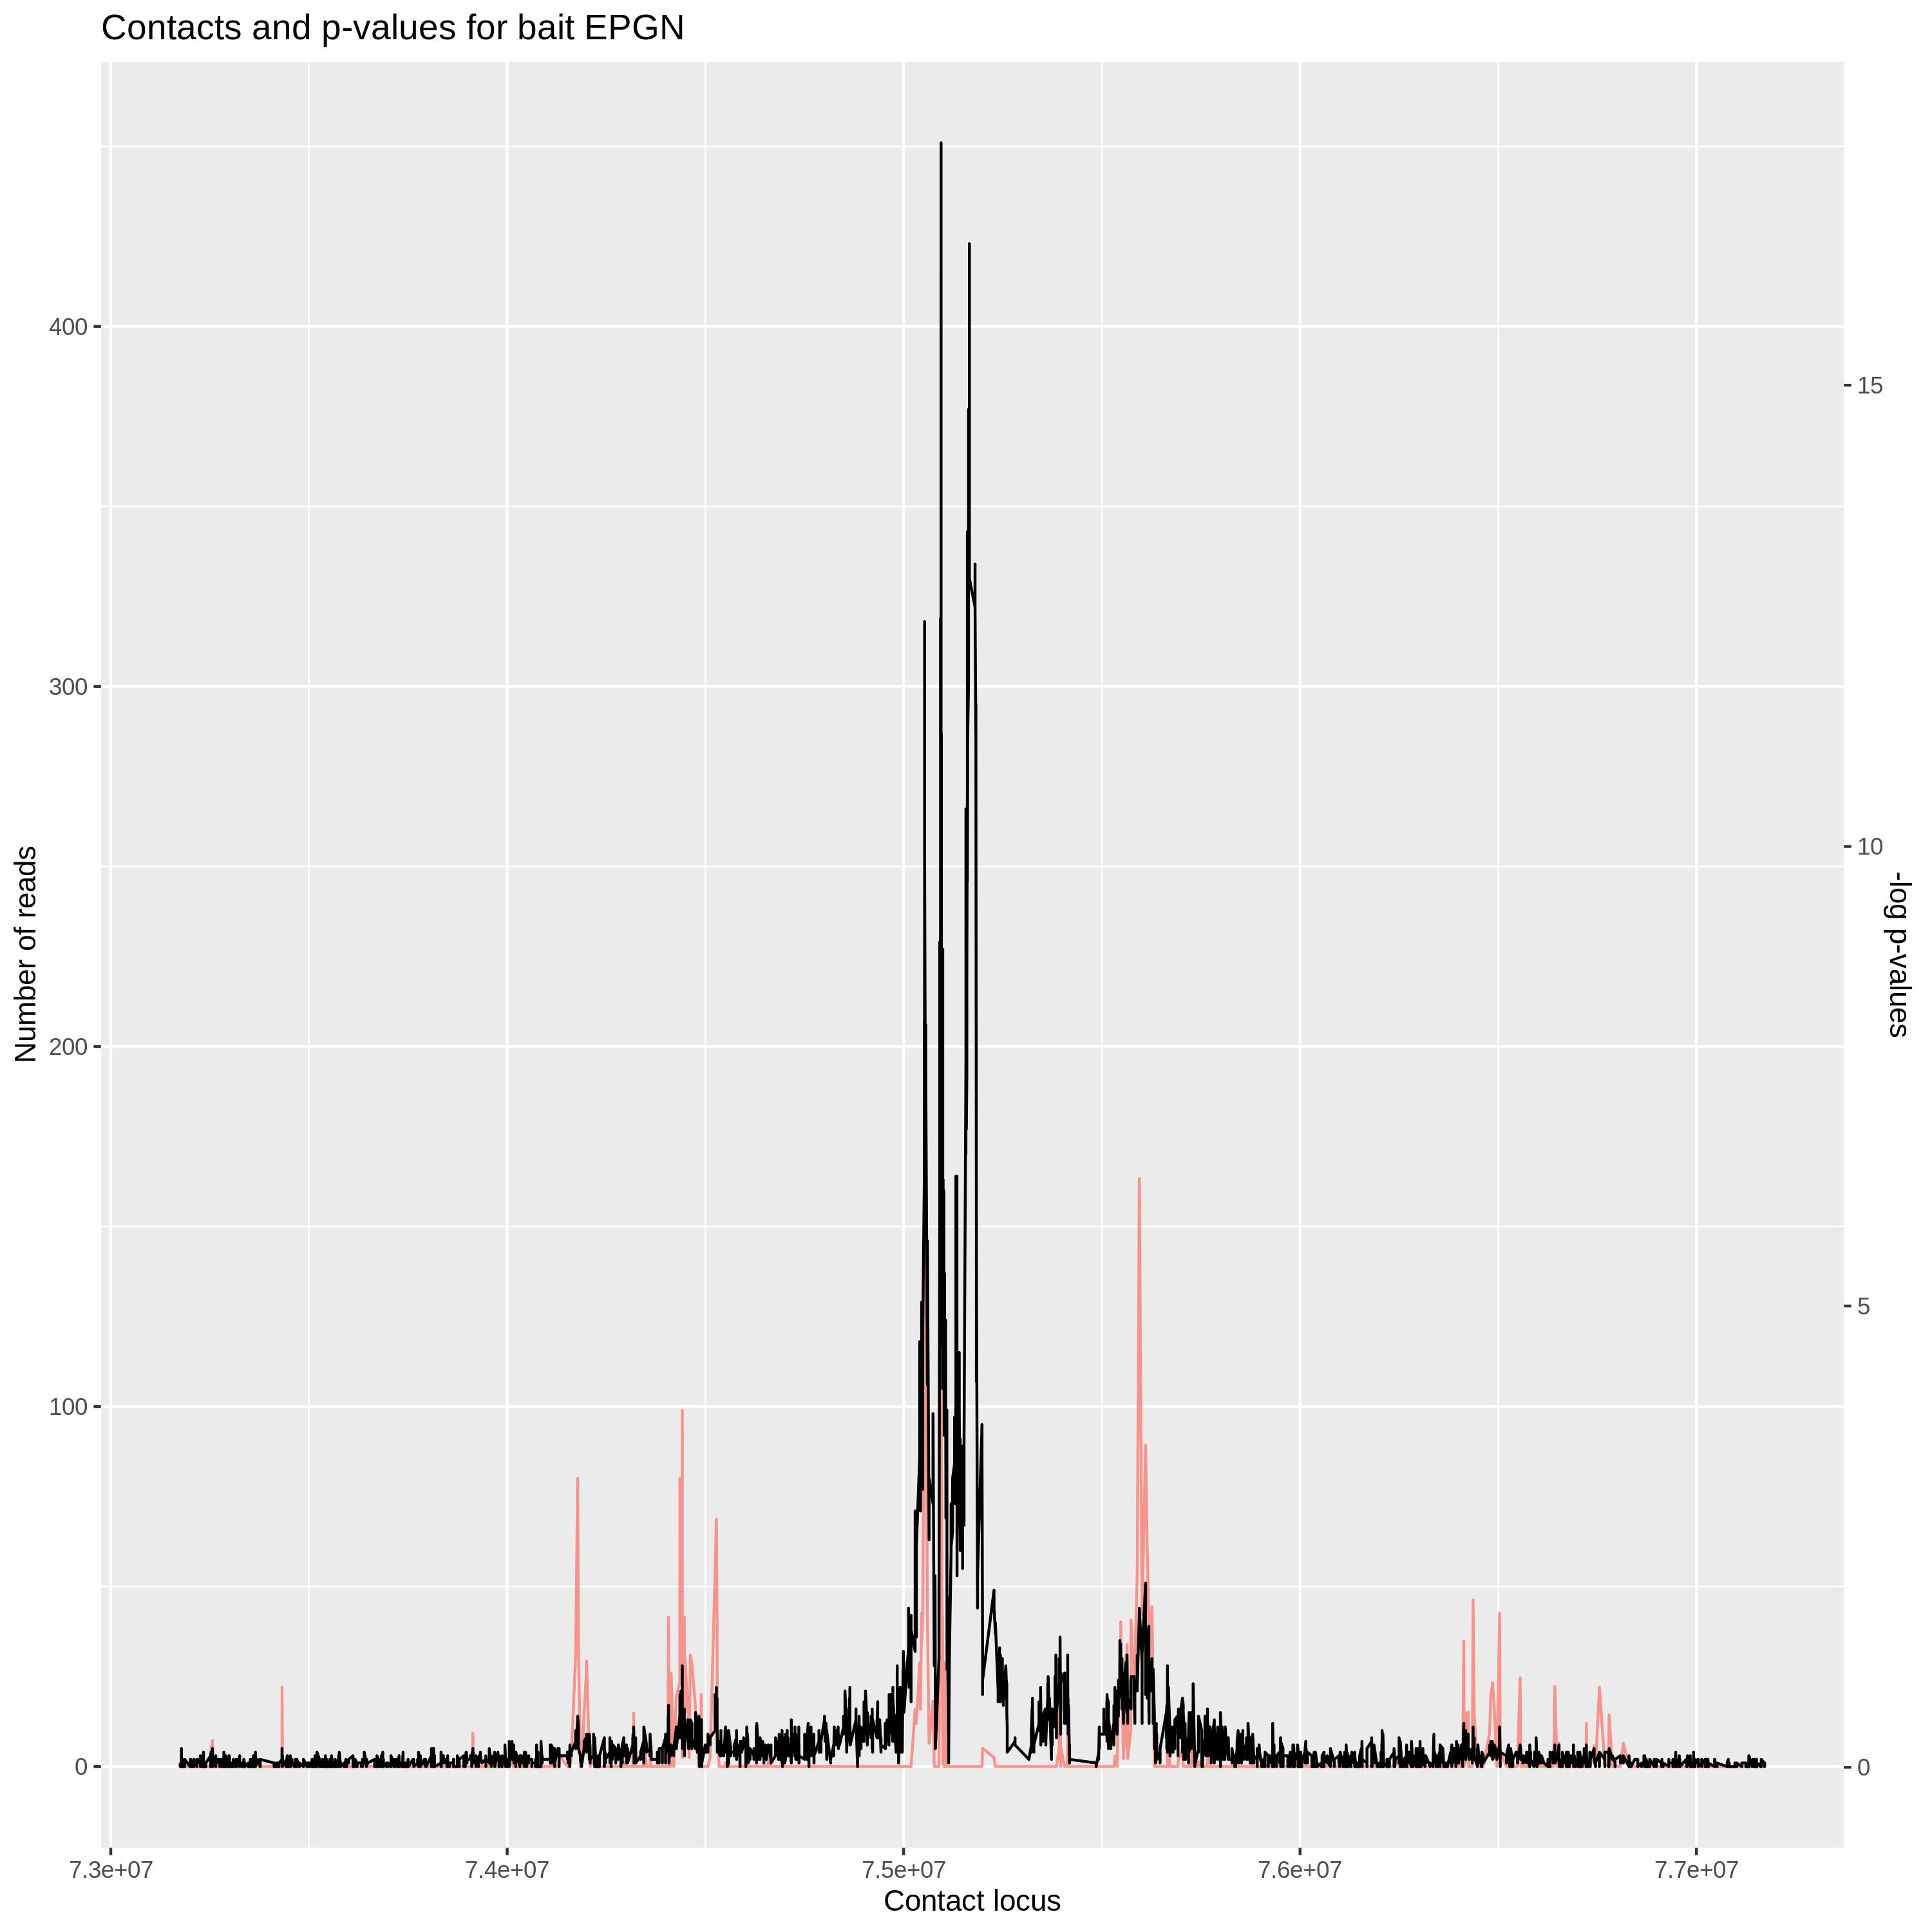 Contacts and p-values for bait EPGN
Number of reads
400
300
200
100
0
15
10
5
0
-log p-values
7.3e+07 7.4e+07 7.5e+07 7.6e+07 7.7e+07
Contact locus